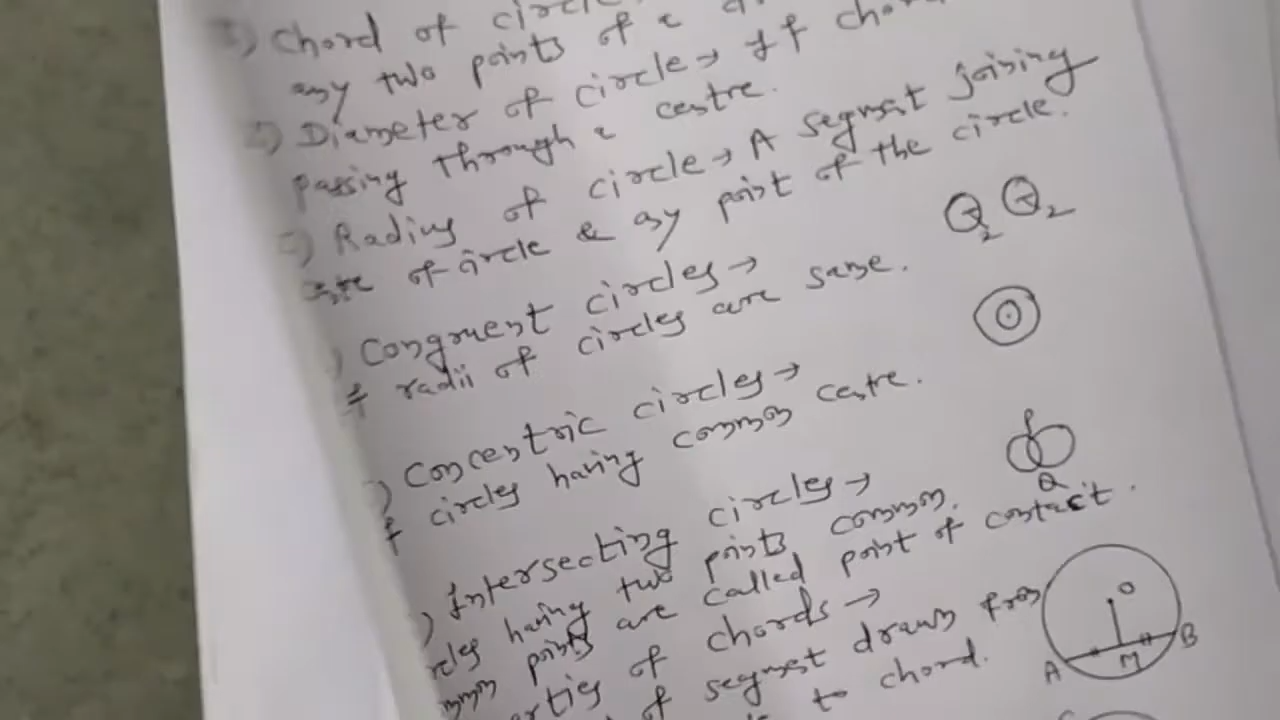 Chord of circle
any two points of
Diameter of circle → If chord
passing through centre.
Radius of circle → A segment joining
of circle & any point of the circle.
2 2
Congruent circles →
radii of circles are same.
Concentric circles →
circles having common centre.
P
Q
Intersecting circles →
having two points common.
points are called point of contact.
of chords →
of segment drawn from
to chord.
O
A M B